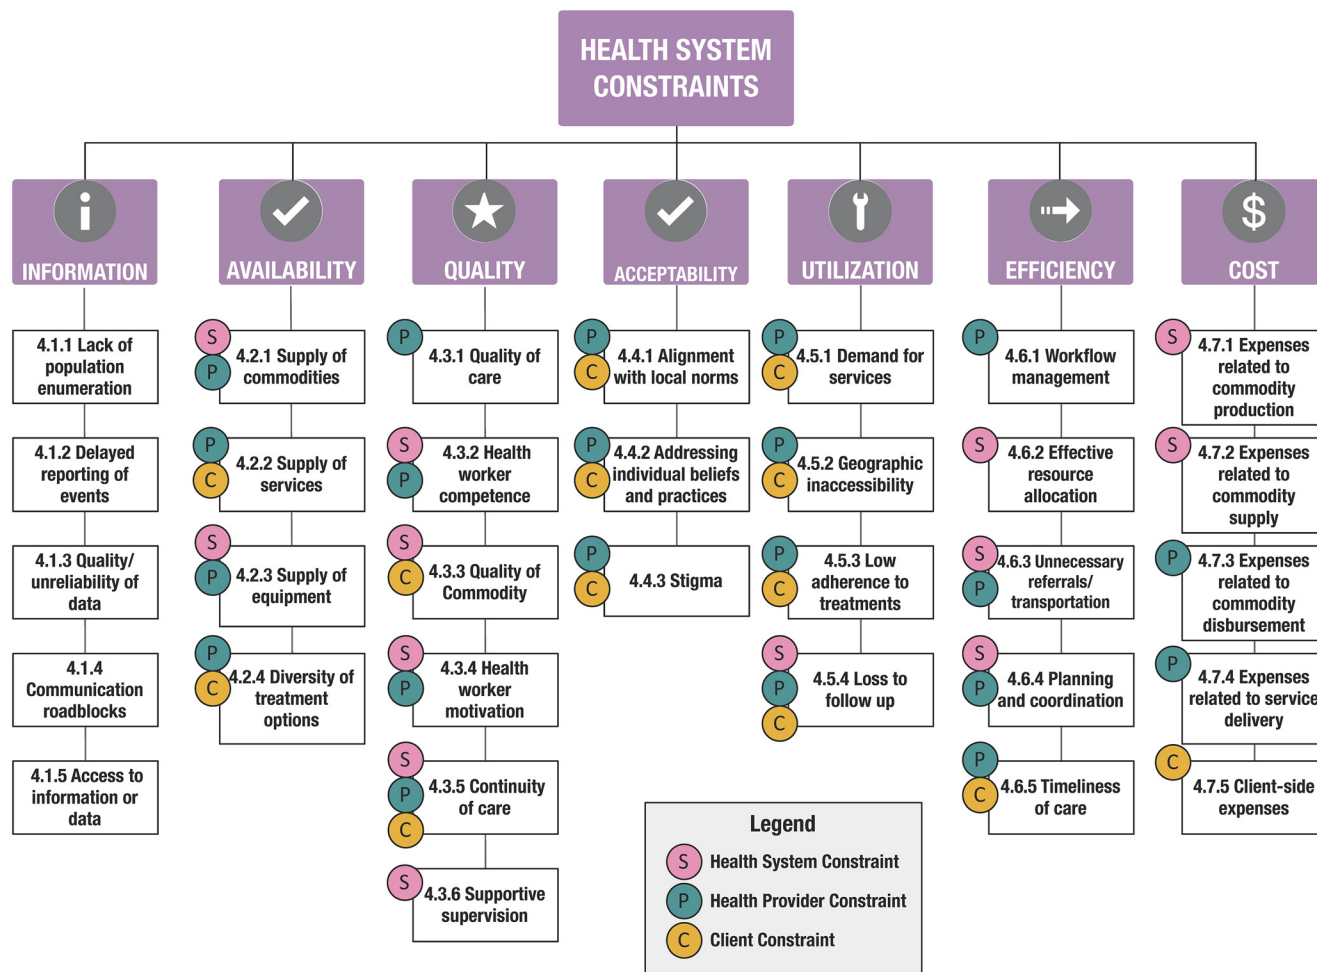 HEALTH SYSTEM
CONSTRAINTS
INFORMATION
4.1.1 Lack of
population
enumeration
4.1.2 Delayed
reporting of
events
4.1.3 Quality/
unreliability of
data
4.1.4
Communication
roadblocks
4.1.5 Access to
information or
data
AVAILABILITY
S
P
4.2.1 Supply of
commodities
P
C
4.2.2 Supply of
services
S
P
4.2.3 Supply of
equipment
P
C
4.2.4 Diversity of
treatment
options
QUALITY
P
4.3.1 Quality of
care
S
P
4.3.2 Health
worker
competence
S
C
4.3.3 Quality of
Commodity
S
P
4.3.4 Health
worker
motivation
S
P
C
4.3.5 Continuity
of care
S
4.3.6 Supportive
supervision
ACCEPTABILITY
P
C
4.4.1 Alignment
with local norms
P
C
4.4.2 Addressing
individual beliefs
and practices
P
C
4.4.3 Stigma
UTILIZATION
P
C
4.5.1 Demand for
services
P
C
4.5.2 Geographic
inaccessibility
P
C
4.5.3 Low
adherence to
treatments
S
P
C
4.5.4 Loss to
follow up
EFFICIENCY
P
4.6.1 Workflow
management
S
4.6.2 Effective
resource
allocation
S
P
4.6.3 Unnecessary
referrals/
transportation
S
P
4.6.4 Planning
and coordination
P
C
4.6.5 Timeliness
of care
$
COST
S
4.7.1 Expenses
related to
commodity
production
S
4.7.2 Expenses
related to
commodity
supply
P
4.7.3 Expenses
related to
commodity
disbursement
P
4.7.4 Expenses
related to service
delivery
C
4.7.5 Client-side
expenses
Legend
S Health System Constraint
P Health Provider Constraint
C Client Constraint